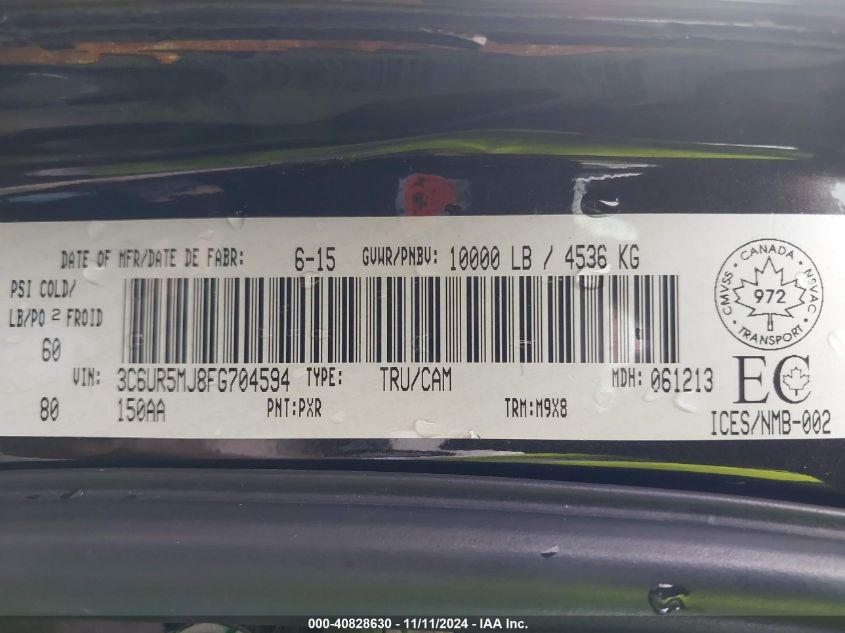 DATE OF MFR/DATE DE FABR: 6-15 GVWR/PNBV: 10000 LB / 4536 KG
PSI COLD/
LB/PO 2 FROID
60
80
VIN: 3C6UR5MJ8FG704594 TYPE: TRU/CAM MDH: 061213
150AA PNT:PXR TRM:M9X8
CANADA
CMVSS 972 NSVAC
TRANSPORT
EC
ICES/NMB-002
000-40828630 - 11/11/2024 - IAA Inc.